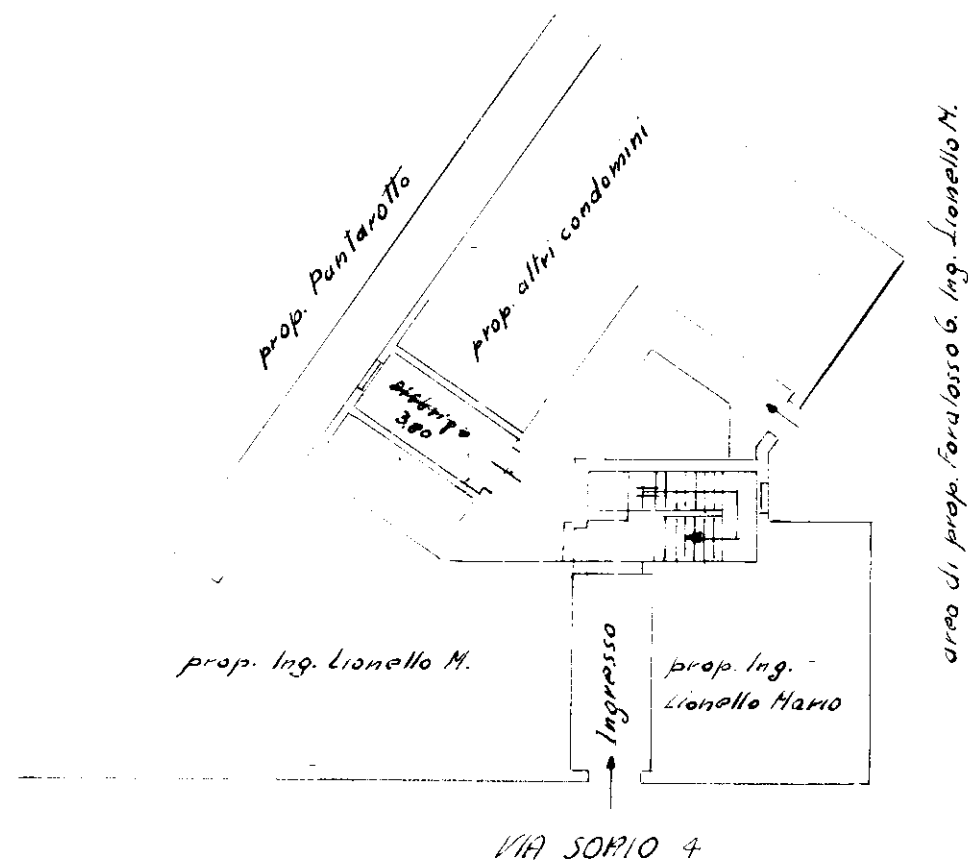 prop. Pantarotto
prop. altri condomini
3.80
prop. Ing. Lionello M.
Ingresso
prop. Ing.
Lionello Mario
area di prop. G. Ing. Lionello M.
VIA SORIO 4